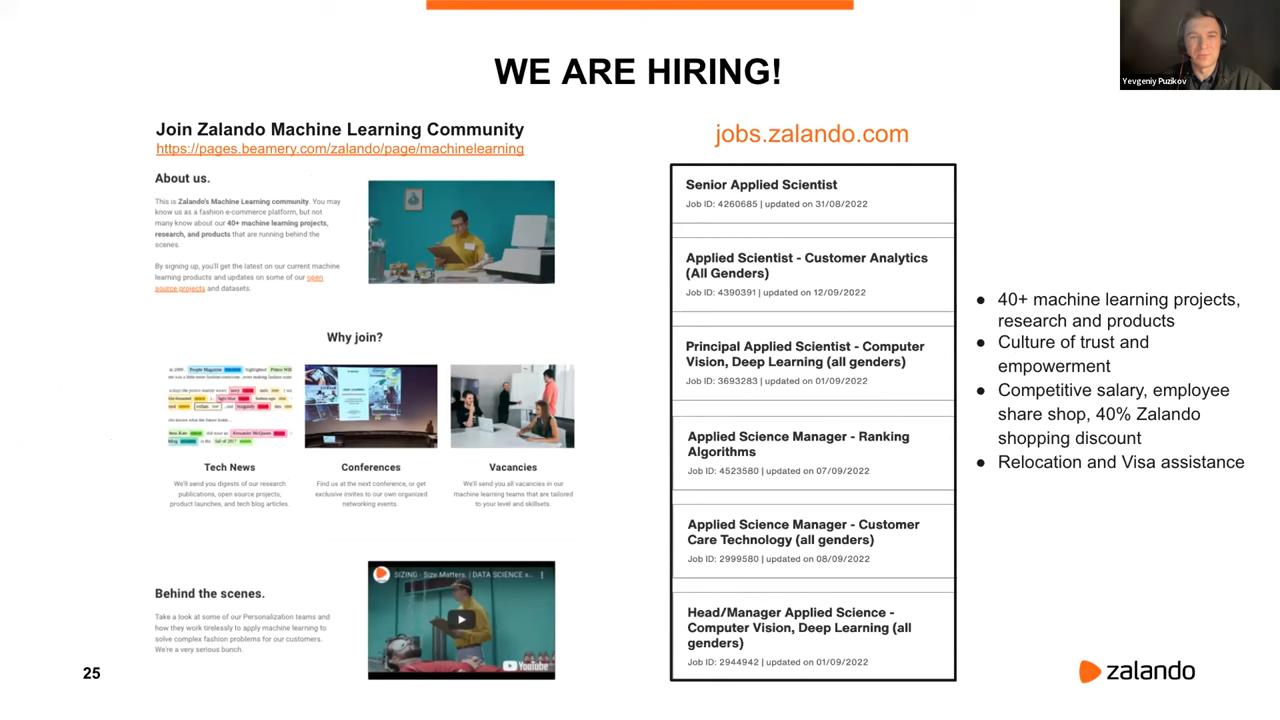 WE ARE HIRING!
Yevgeniy Puzikov
Join Zalando Machine Learning Community
https://pages.beamery.com/zalando/page/machinelearning
About us.
This is Zalando's Machine Learning community. You may
know us as a fashion e-commerce platform, but not
many know about our 40+ machine learning projects,
research, and products that are running behind the
scenes.
By signing up, you'll get the latest on our current machine
learning products and updates on some of our open
source projects and datasets.
Why join?
Tech News
We'll send you digests of our research
publications, open source projects,
product launches, and tech blog articles.
Conferences
Find us at the next conference, or get
exclusive invites to our own organized
networking events.
Vacancies
We'll send you all vacancies in our
machine learning teams that are tailored
to your level and skillsets.
Behind the scenes.
Take a look at some of our Personalization teams and
how they work tirelessly to apply machine learning to
solve complex fashion problems for our customers.
We're a very serious bunch.
SIZING - Size Matters. | DATA SCIENCE x...
YouTube
jobs.zalando.com
Senior Applied Scientist
Job ID: 4260685 | updated on 31/08/2022
Applied Scientist - Customer Analytics
(All Genders)
Job ID: 4390391 | updated on 12/09/2022
Principal Applied Scientist - Computer
Vision, Deep Learning (all genders)
Job ID: 3693283 | updated on 01/09/2022
Applied Science Manager - Ranking
Algorithms
Job ID: 4523580 | updated on 07/09/2022
Applied Science Manager - Customer
Care Technology (all genders)
Job ID: 2999580 | updated on 08/09/2022
Head/Manager Applied Science -
Computer Vision, Deep Learning (all
genders)
Job ID: 2944942 | updated on 01/09/2022
● 40+ machine learning projects,
research and products
● Culture of trust and
empowerment
● Competitive salary, employee
share shop, 40% Zalando
shopping discount
● Relocation and Visa assistance
25
zalando